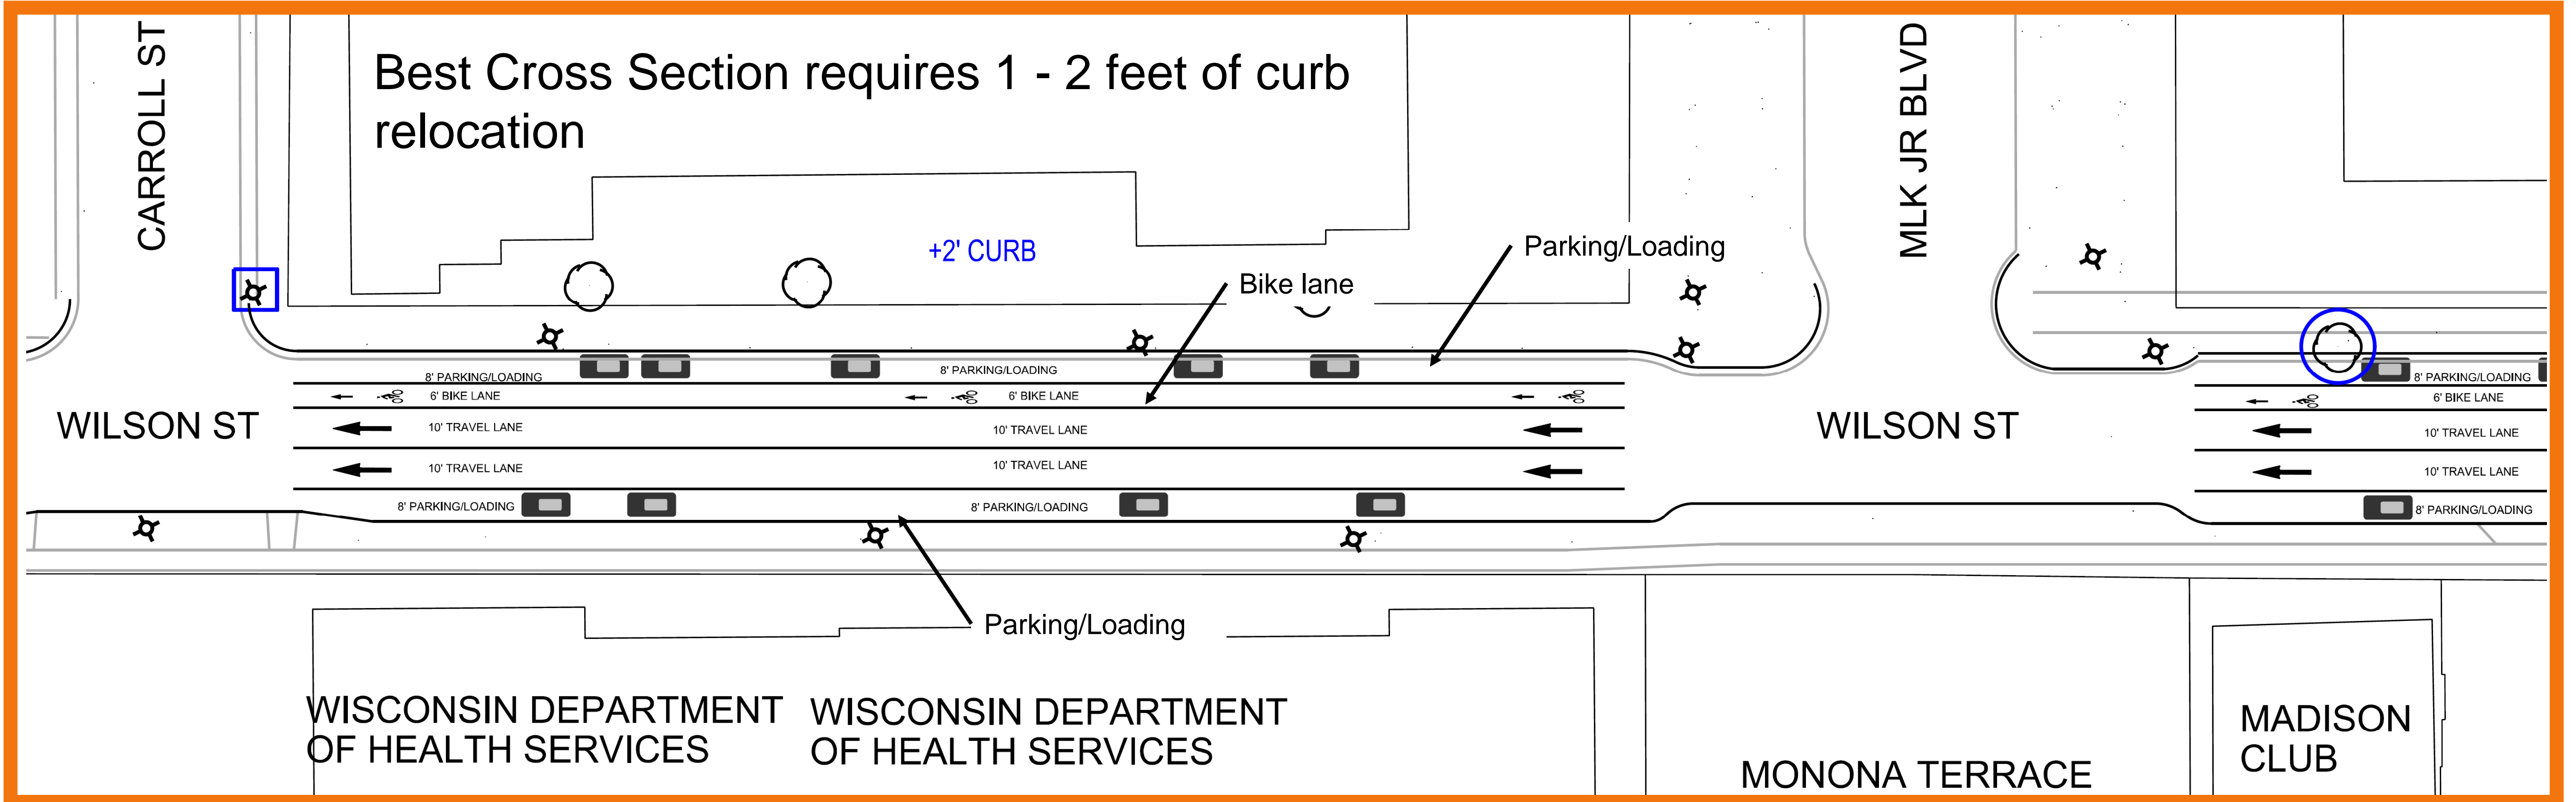 CARROLL ST
Best Cross Section requires 1 - 2 feet of curb
relocation
MLK JR BLVD
+2' CURB
Parking/Loading
Bike lane
8' PARKING/LOADING
8' PARKING/LOADING
8' PARKING/LOADING
6' BIKE LANE
6' BIKE LANE
6' BIKE LANE
WILSON ST
WILSON ST
10' TRAVEL LANE
10' TRAVEL LANE
10' TRAVEL LANE
10' TRAVEL LANE
10' TRAVEL LANE
10' TRAVEL LANE
8' PARKING/LOADING
8' PARKING/LOADING
8' PARKING/LOADING
Parking/Loading
WISCONSIN DEPARTMENT
OF HEALTH SERVICES
WISCONSIN DEPARTMENT
OF HEALTH SERVICES
MONONA TERRACE
MADISON
CLUB